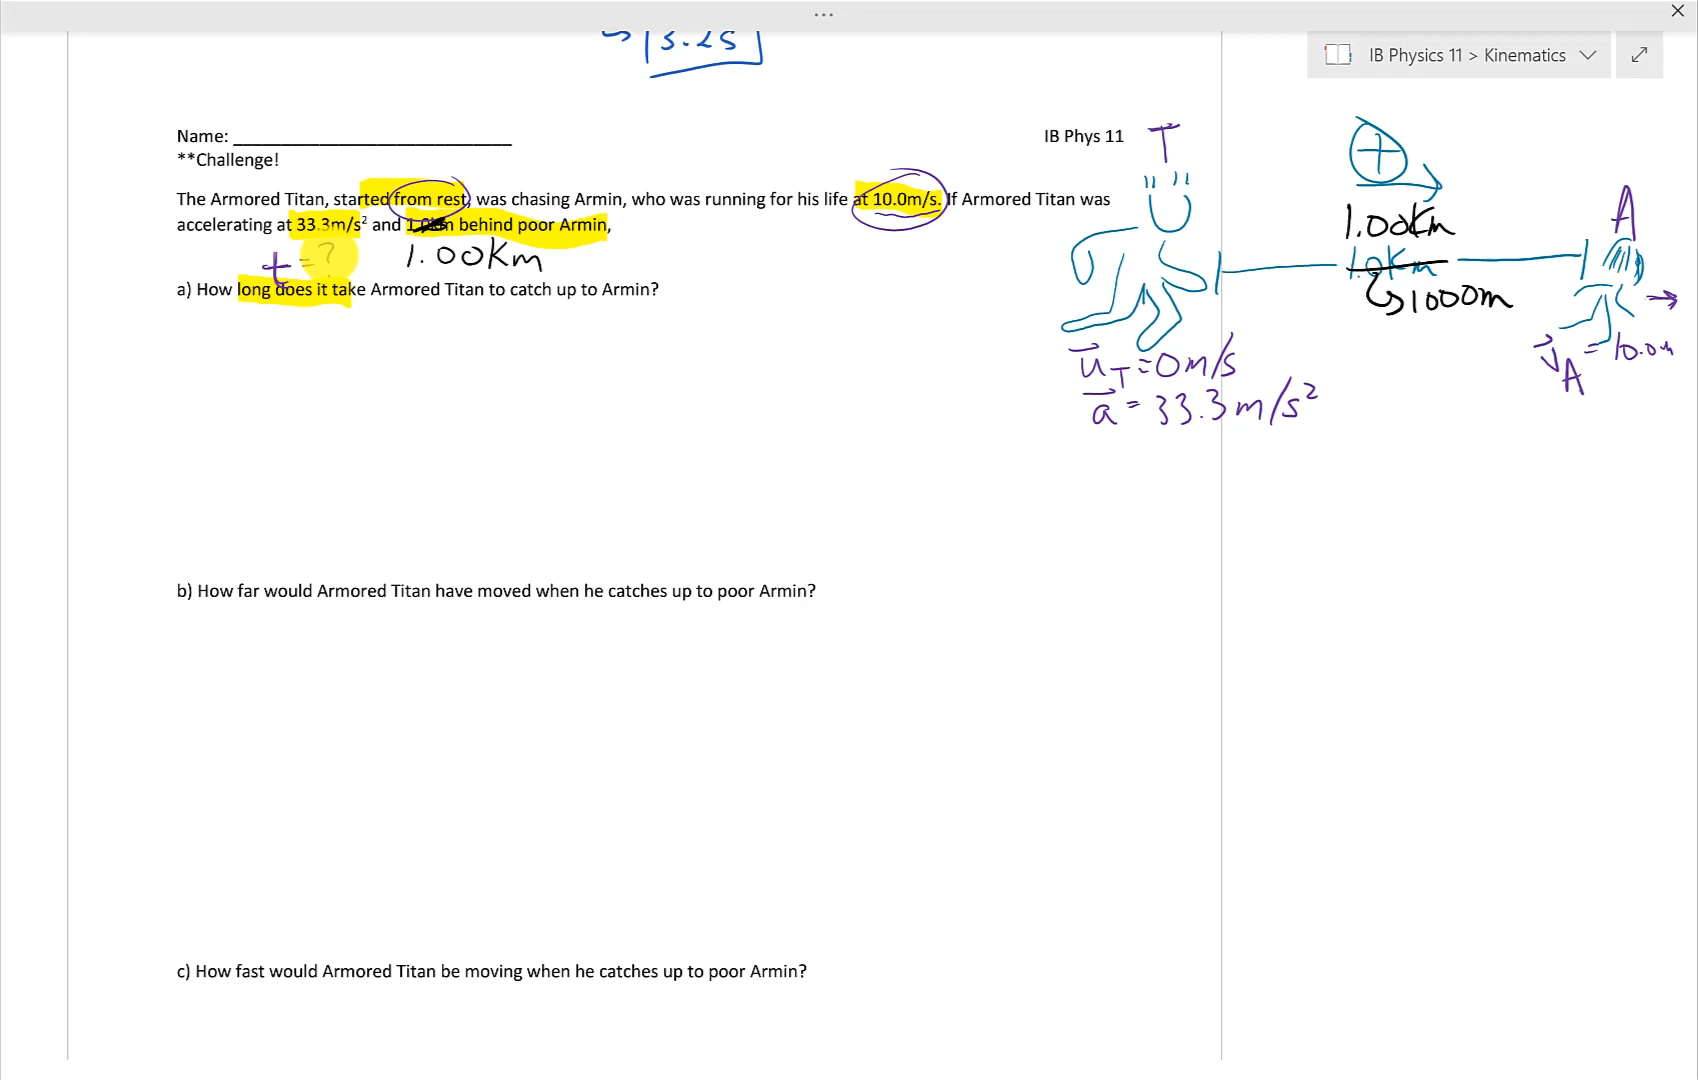 3.25
IB Physics 11 > Kinematics
Name: ____________________________
IB Phys 11
**Challenge!
The Armored Titan, started from rest, was chasing Armin, who was running for his life at 10.0m/s. If Armored Titan was
accelerating at 33.3m/s² and 1.0km behind poor Armin,
t = ?
1.00Km
a) How long does it take Armored Titan to catch up to Armin?
T
+
1.00Km
1.0Km
1000m
A
u_T = 0m/s
a = 33.3m/s²
v_A = 10.0m
b) How far would Armored Titan have moved when he catches up to poor Armin?
c) How fast would Armored Titan be moving when he catches up to poor Armin?